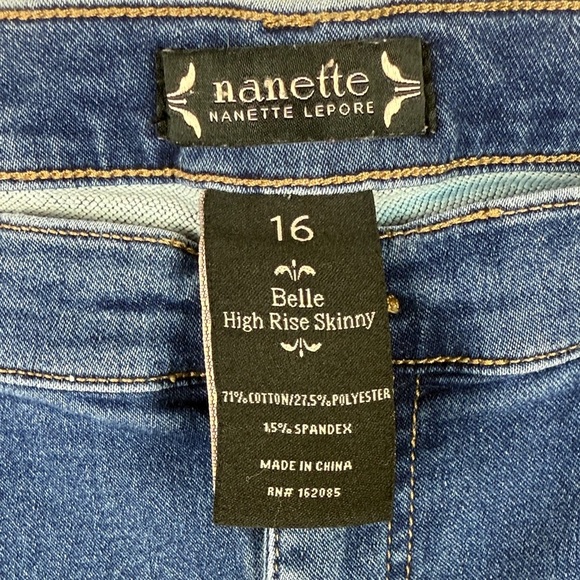 nanette
NANETTE LEPORE
16
Belle
High Rise Skinny
71% COTTON/27.5% POLYESTER
1.5% SPANDEX
MADE IN CHINA
RN# 162085